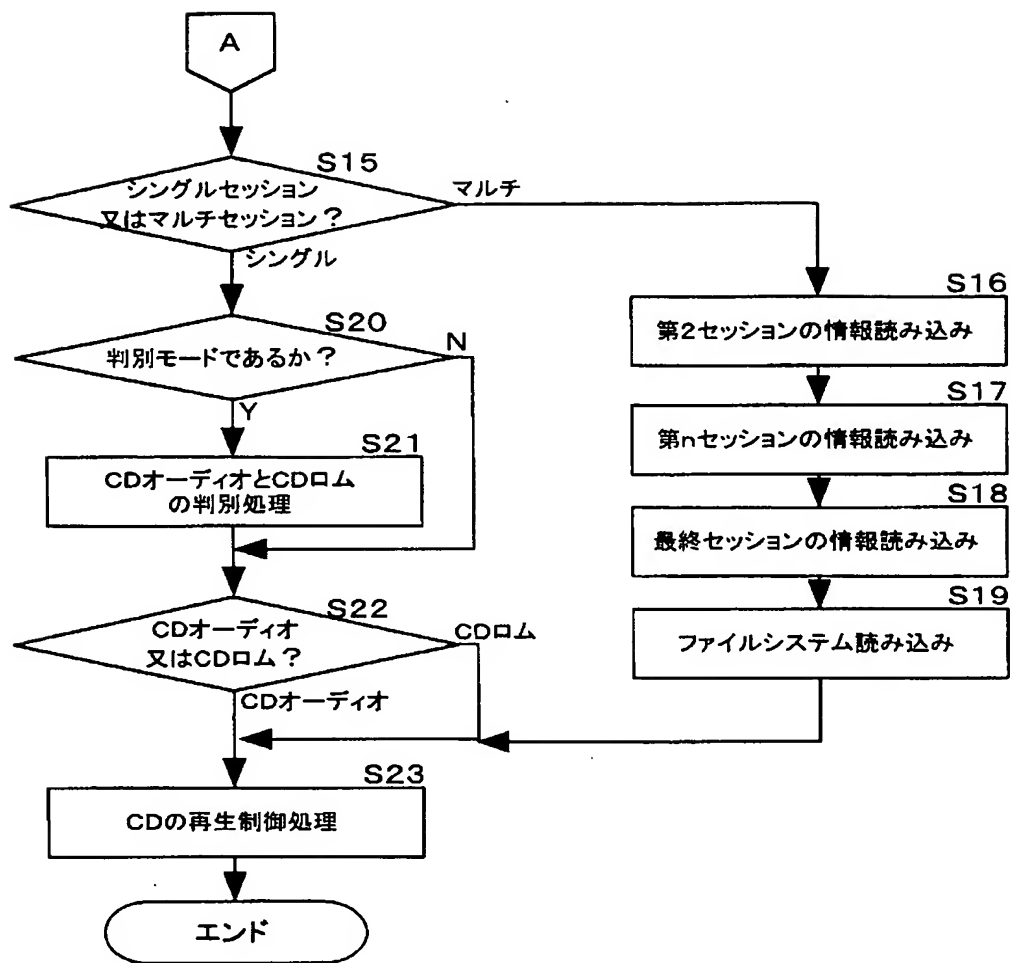 A
S15
シングルセッション
又はマルチセッション？
マルチ
シングル
S16
第2セッションの情報読み込み
S20
判別モードであるか？
N
Y
S17
第nセッションの情報読み込み
S21
CDオーディオとCDロム
の判別処理
S18
最終セッションの情報読み込み
S19
ファイルシステム読み込み
S22
CDオーディオ
又はCDロム？
CDロム
CDオーディオ
S23
CDの再生制御処理
エンド